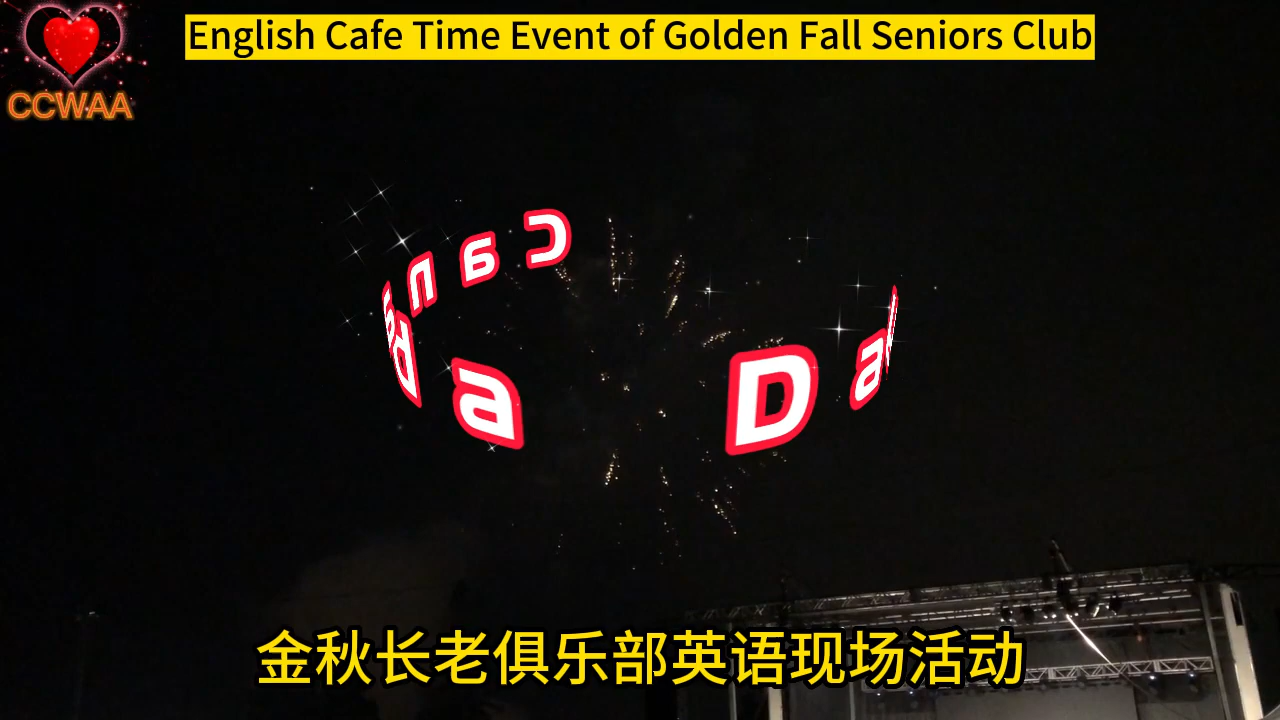 English Cafe Time Event of Golden Fall Seniors Club
CCWAA
Canada Da
金秋长老俱乐部英语现场活动